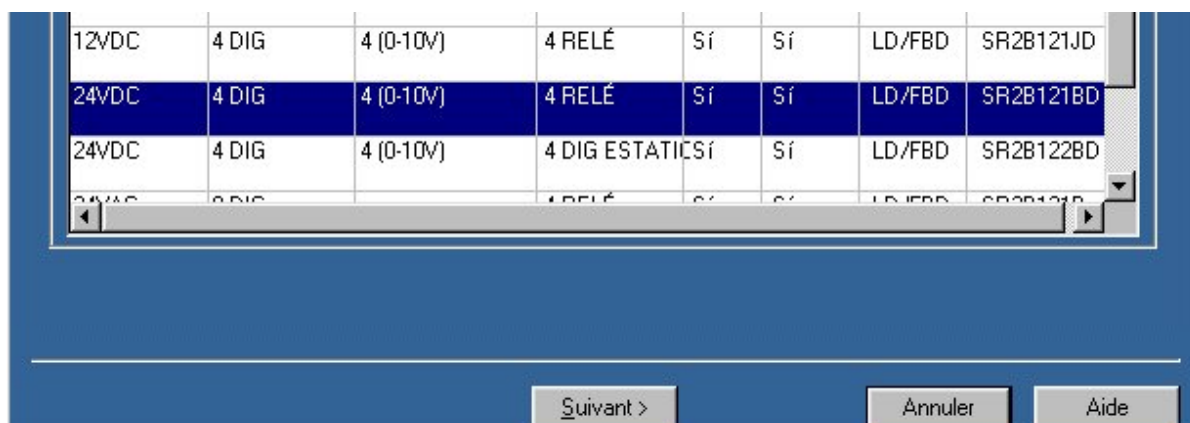 12VDC 4 DIG 4 (0-10V) 4 RELÉ Sí Sí LD/FBD SR2B121JD
24VDC 4 DIG 4 (0-10V) 4 RELÉ Sí Sí LD/FBD SR2B121BD
24VDC 4 DIG 4 (0-10V) 4 DIG ESTATIC Sí Sí LD/FBD SR2B122BD
Suivant > Annuler Aide